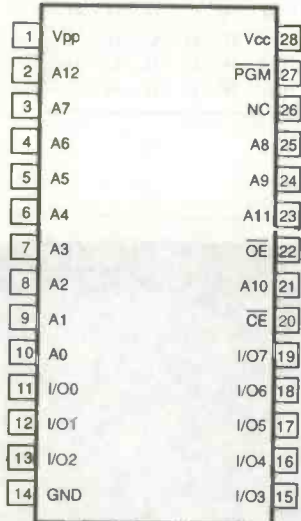 1 Vpp Vcc 28
2 A12 PGM 27
3 A7 NC 26
4 A6 A8 25
5 A5 A9 24
6 A4 A11 23
7 A3 OE 22
8 A2 A10 21
9 A1 CE 20
10 A0 I/O7 19
11 I/O0 I/O6 18
12 I/O1 I/O5 17
13 I/O2 I/O4 16
14 GND I/O3 15